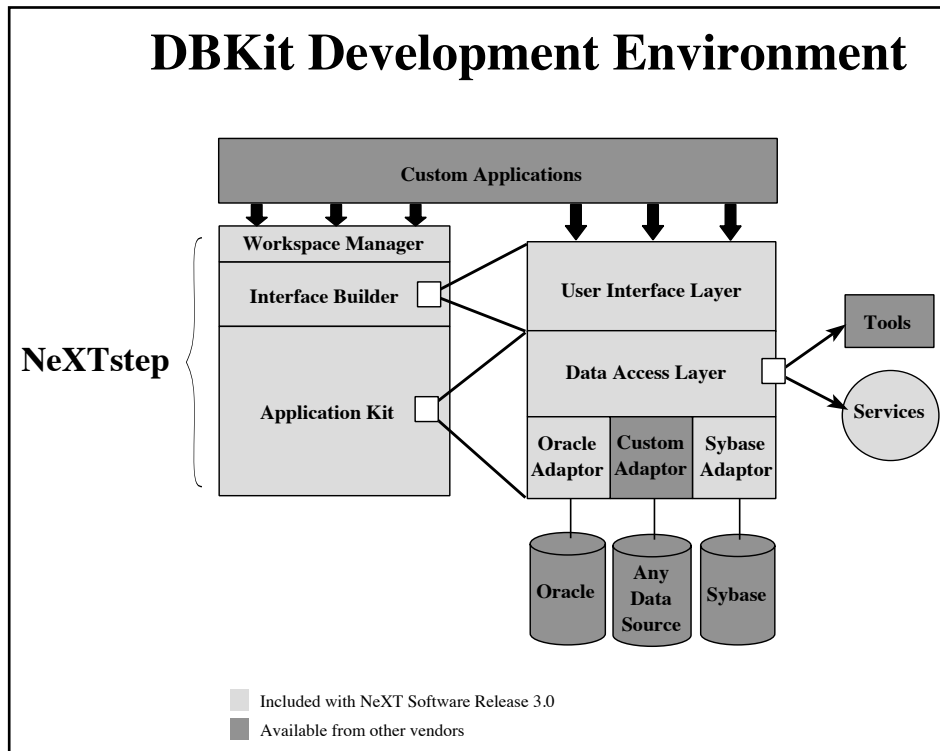 DBKit Development Environment
Custom Applications
Workspace Manager
Interface Builder
User Interface Layer
Tools
NeXTstep
Data Access Layer
Application Kit
Services
Oracle
Adaptor
Custom
Adaptor
Sybase
Adaptor
Oracle
Any
Data
Source
Sybase
Included with NeXT Software Release 3.0
Available from other vendors